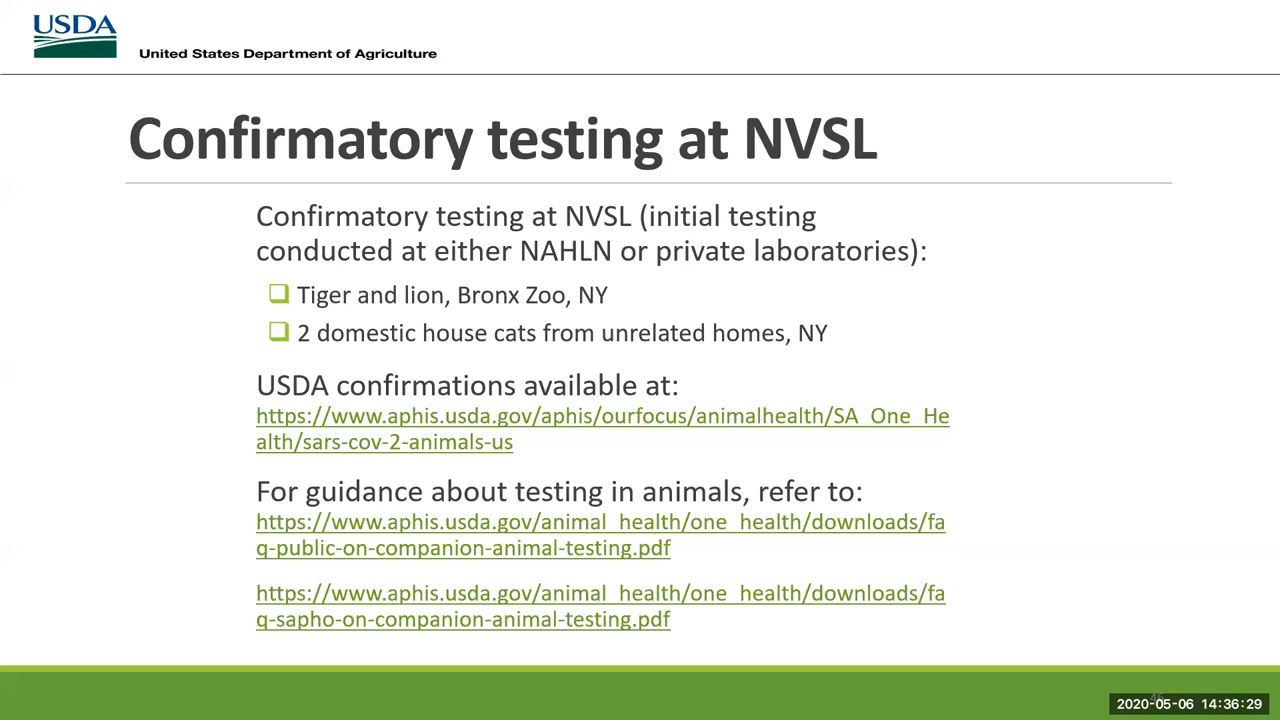 USDA
United States Department of Agriculture
Confirmatory testing at NVSL
Confirmatory testing at NVSL (initial testing
conducted at either NAHLN or private laboratories):
Tiger and lion, Bronx Zoo, NY
2 domestic house cats from unrelated homes, NY
USDA confirmations available at:
https://www.aphis.usda.gov/aphis/ourfocus/animalhealth/SA_One_He
alth/sars-cov-2-animals-us
For guidance about testing in animals, refer to:
https://www.aphis.usda.gov/animal_health/one_health/downloads/fa
q-public-on-companion-animal-testing.pdf
https://www.aphis.usda.gov/animal_health/one_health/downloads/fa
q-sapho-on-companion-animal-testing.pdf
2020-05-06 14:36:29